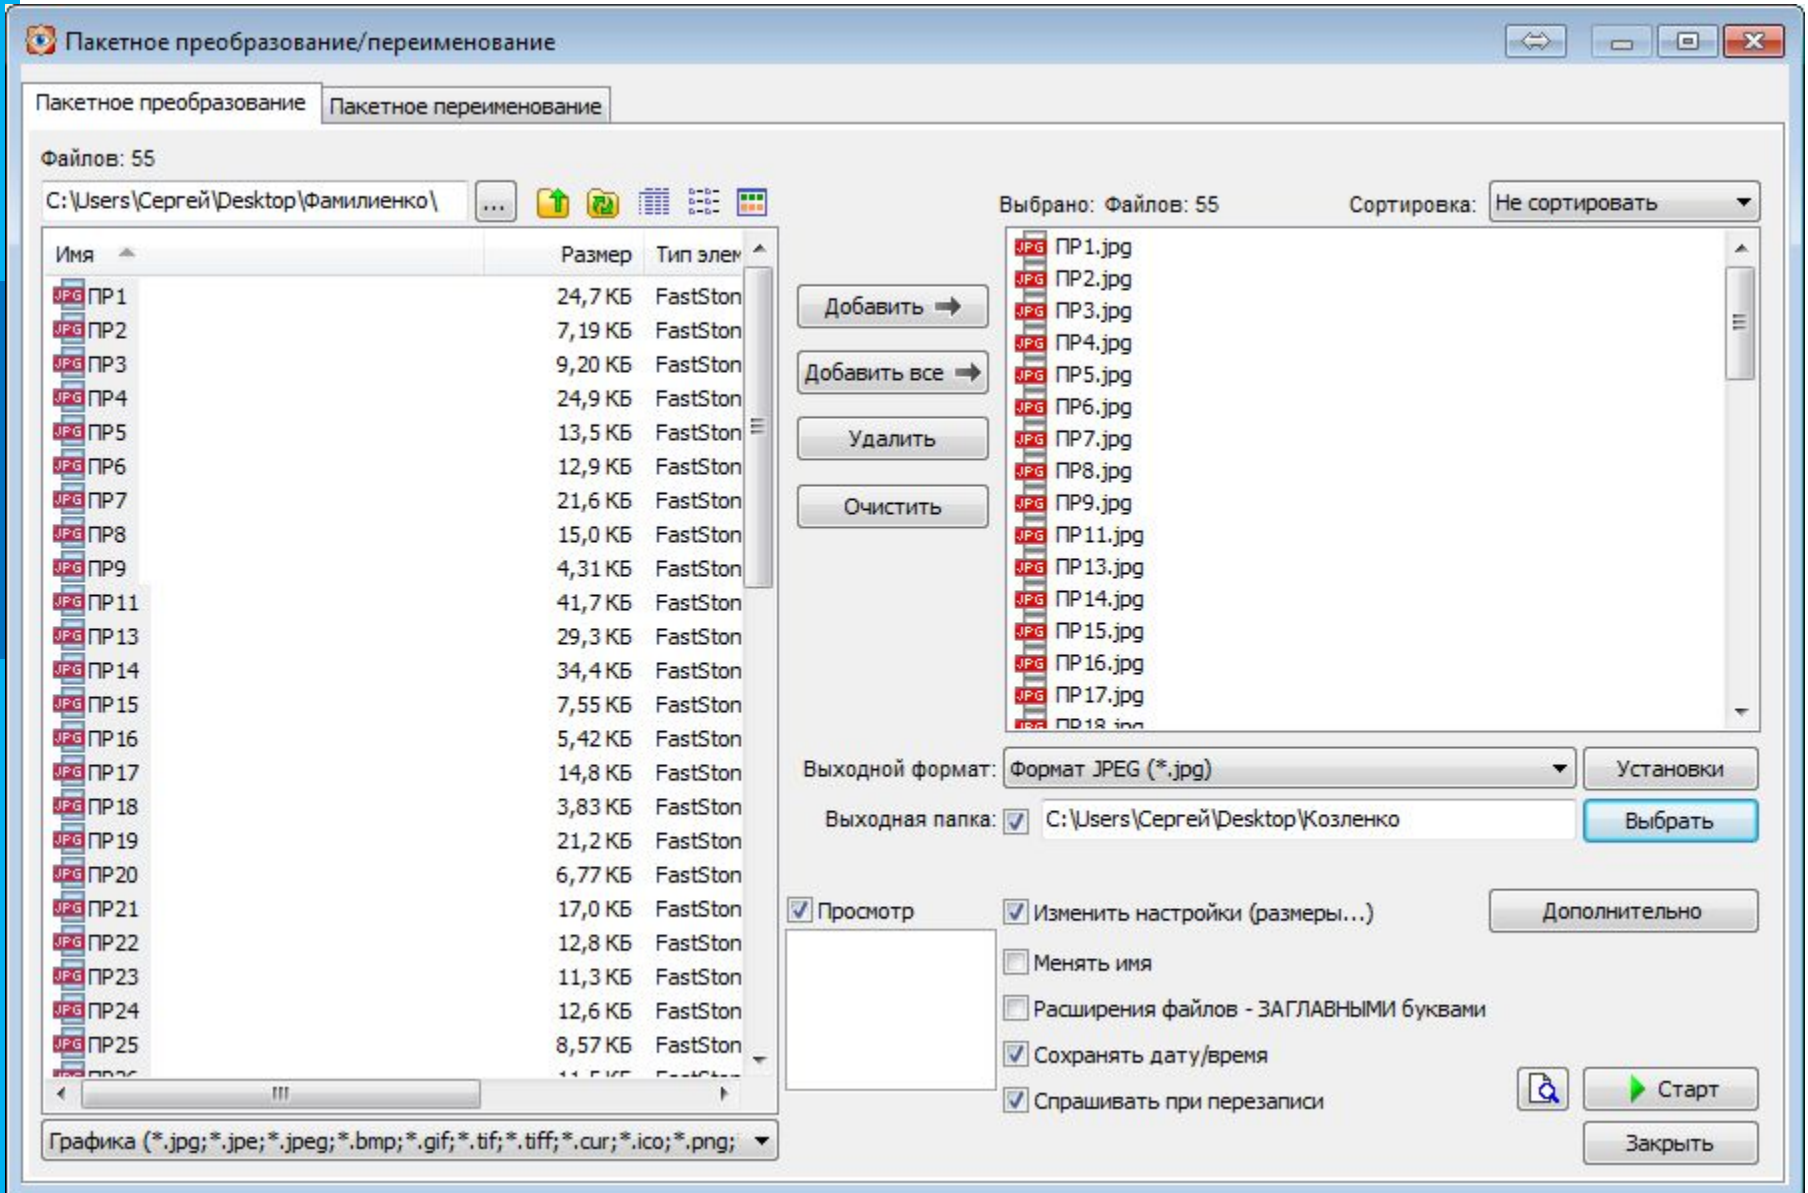 Пакетное преобразование/переименование
Пакетное преобразование
Пакетное переименование
Файлов: 55
C:\Users\Сергей\Desktop\Фамилиенко\
...
Выбрано: Файлов: 55
Сортировка:
Не сортировать
Имя
Размер
Тип элем
ПР1 24,7 КБ FastSton
ПР2 7,19 КБ FastSton
ПР3 9,20 КБ FastSton
ПР4 24,9 КБ FastSton
ПР5 13,5 КБ FastSton
ПР6 12,9 КБ FastSton
ПР7 21,6 КБ FastSton
ПР8 15,0 КБ FastSton
ПР9 4,31 КБ FastSton
ПР11 41,7 КБ FastSton
ПР13 29,3 КБ FastSton
ПР14 34,4 КБ FastSton
ПР15 7,55 КБ FastSton
ПР16 5,42 КБ FastSton
ПР17 14,8 КБ FastSton
ПР18 3,83 КБ FastSton
ПР19 21,2 КБ FastSton
ПР20 6,77 КБ FastSton
ПР21 17,0 КБ FastSton
ПР22 12,8 КБ FastSton
ПР23 11,3 КБ FastSton
ПР24 12,6 КБ FastSton
ПР25 8,57 КБ FastSton
Графика (*.jpg;*.jpe;*.jpeg;*.bmp;*.gif;*.tif;*.tiff;*.cur;*.ico;*.png;
Добавить
Добавить все
Удалить
Очистить
ПР1.jpg
ПР2.jpg
ПР3.jpg
ПР4.jpg
ПР5.jpg
ПР6.jpg
ПР7.jpg
ПР8.jpg
ПР9.jpg
ПР11.jpg
ПР13.jpg
ПР14.jpg
ПР15.jpg
ПР16.jpg
ПР17.jpg
ПР18.jpg
Выходной формат: Формат JPEG (*.jpg)
Установки
Выходная папка: C:\Users\Сергей\Desktop\Козленко
Выбрать
Просмотр
Изменить настройки (размеры...)
Дополнительно
Менять имя
Расширения файлов - ЗАГЛАВНЫМИ буквами
Сохранять дату/время
Спрашивать при перезаписи
Старт
Закрыть